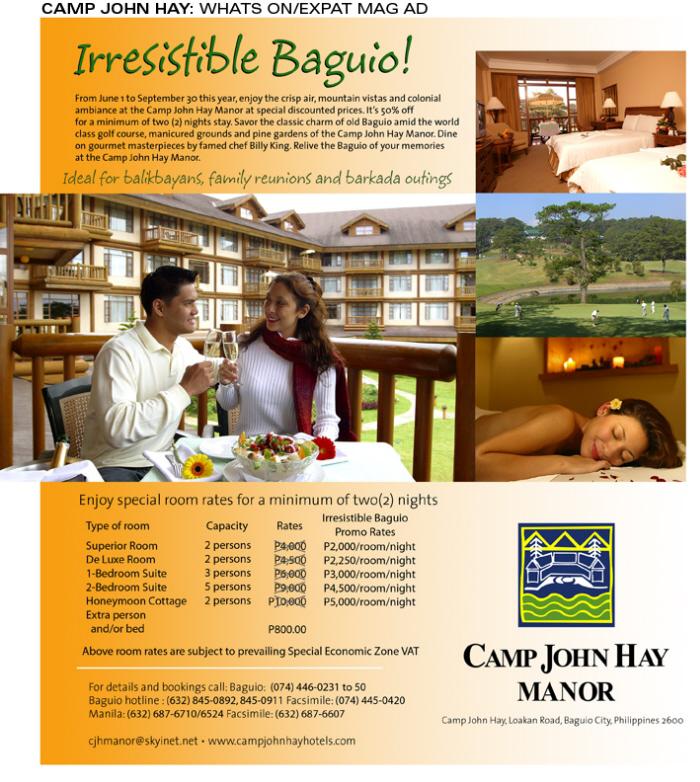 CAMP JOHN HAY: WHATS ON/EXPAT MAG AD
Irresistible Baguio!
From June 1 to September 30 this year, enjoy the crisp air, mountain vistas and colonial
ambiance at the Camp John Hay Manor at special discounted prices. It's 50% off
for a minimum of two (2) nights stay. Savor the classic charm of old Baguio amid the world
class golf course, manicured grounds and pine gardens of the Camp John Hay Manor. Dine
on gourmet masterpieces by famed chef Billy King. Relive the Baguio of your memories
at the Camp John Hay Manor.
Ideal for balikbayans, family reunions and barkada outings
Enjoy special room rates for a minimum of two(2) nights
Type of room Capacity Rates Irresistible Baguio
Promo Rates
Superior Room 2 persons P4,000 P2,000/room/night
De Luxe Room 2 persons P4,500 P2,250/room/night
1-Bedroom Suite 3 persons P6,000 P3,000/room/night
2-Bedroom Suite 5 persons P9,000 P4,500/room/night
Honeymoon Cottage 2 persons P10,000 P5,000/room/night
Extra person
and/or bed P800.00
Above room rates are subject to prevailing Special Economic Zone VAT
For details and bookings call: Baguio: (074) 446-0231 to 50
Baguio hotline : (632) 845-0892, 845-0911 Facsimile: (074) 445-0420
Manila: (632) 687-6710/6524 Facsimile: (632) 687-6607
cjhmanor@skyinet.net • www.campjohnhayhotels.com
CAMP JOHN HAY
MANOR
Camp John Hay, Loakan Road, Baguio City, Philippines 2600